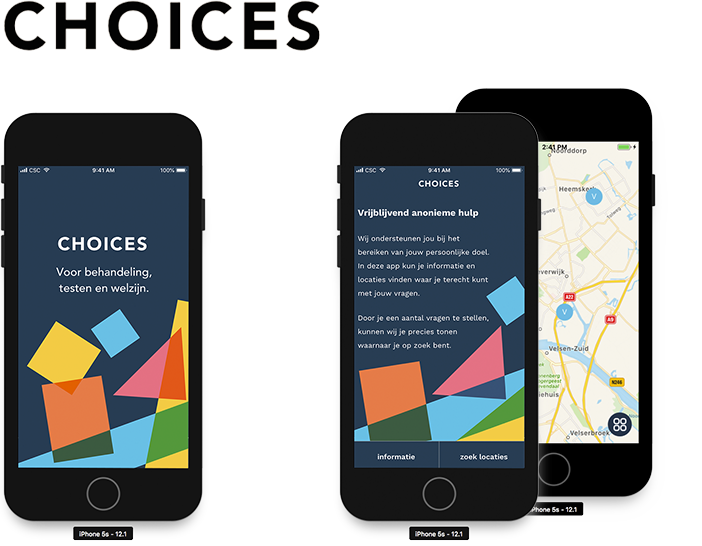 CHOICES
CSC 9:41 AM 100%
CHOICES
Voor behandeling,
testen en welzijn.
iPhone 5s - 12.1
CSC 9:41 AM 100%
CHOICES
Vrijblijvend anonieme hulp
Wij ondersteunen jou bij het
bereiken van jouw persoonlijke doel.
In deze app kun je informatie en
locaties vinden waar je terecht kunt
met jouw vragen.
Door je een aantal vragen te stellen,
kunnen wij je precies tonen
waarnaar je op zoek bent.
informatie zoek locaties
iPhone 5s - 12.1
2:41 PM
Noorddorp
Heemskerk
V
everwijk
A22
V
A9
Velsen-Zuid
N246
Velserbroek
iPhone 5s - 12.1